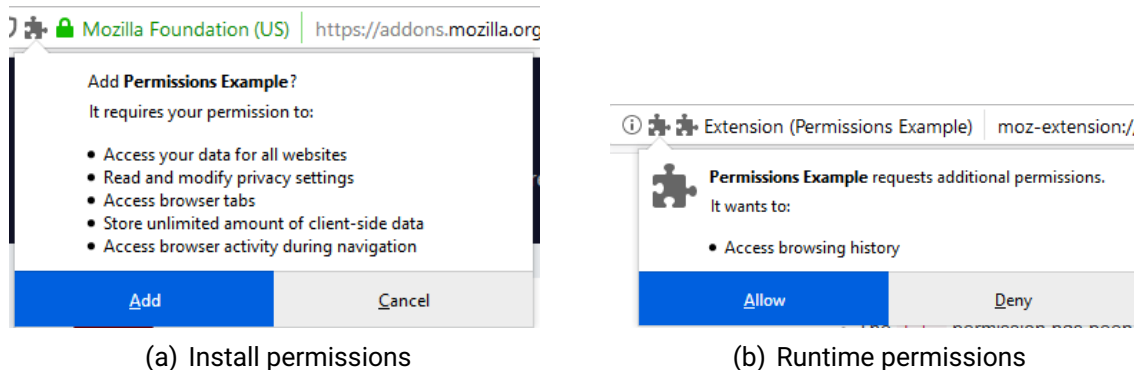 Mozilla Foundation (US) https://addons.mozilla.org
Add Permissions Example?
It requires your permission to:
• Access your data for all websites
• Read and modify privacy settings
• Access browser tabs
• Store unlimited amount of client-side data
• Access browser activity during navigation
Add Cancel
(a) Install permissions
Extension (Permissions Example) moz-extension:/
Permissions Example requests additional permissions.
It wants to:
• Access browsing history
Allow Deny
(b) Runtime permissions